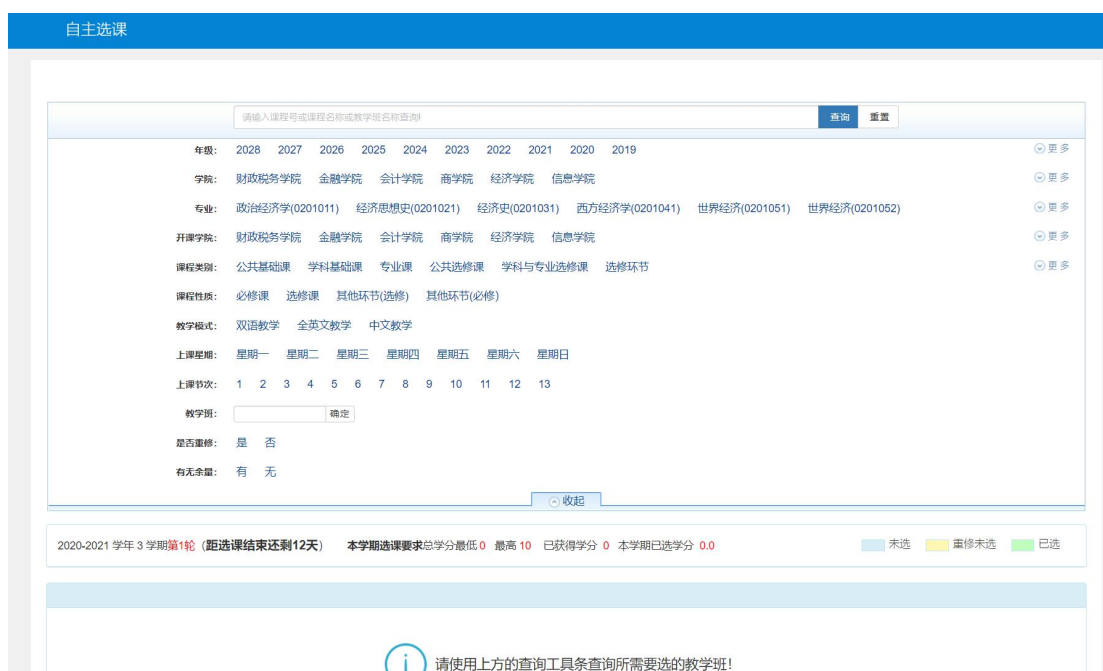 自主选课
请输入课程号或课程名称或教学班名称查询!
查询 重置
年级: 2028 2027 2026 2025 2024 2023 2022 2021 2020 2019 更多
学院: 财政税务学院 金融学院 会计学院 商学院 经济学院 信息学院 更多
专业: 政治经济学(0201011) 经济思想史(0201021) 经济史(0201031) 西方经济学(0201041) 世界经济(0201051) 世界经济(0201052) 更多
开课学院: 财政税务学院 金融学院 会计学院 商学院 经济学院 信息学院 更多
课程类别: 公共基础课 学科基础课 专业课 公共选修课 学科与专业选修课 选修环节 更多
课程性质: 必修课 选修课 其他环节(选修) 其他环节(必修)
教学模式: 双语教学 全英文教学 中文教学
上课星期: 星期一 星期二 星期三 星期四 星期五 星期六 星期日
上课节次: 1 2 3 4 5 6 7 8 9 10 11 12 13
教学班: 确定
是否重修: 是 否
有无余量: 有 无
收起
2020-2021 学年 3 学期第1轮（距选课结束还剩12天） 本学期选课要求总学分最低 0 最高 10 已获得学分 0 本学期已选学分 0.0 未选 重修未选 已选
请使用上方的查询工具条查询所需要选的教学班!